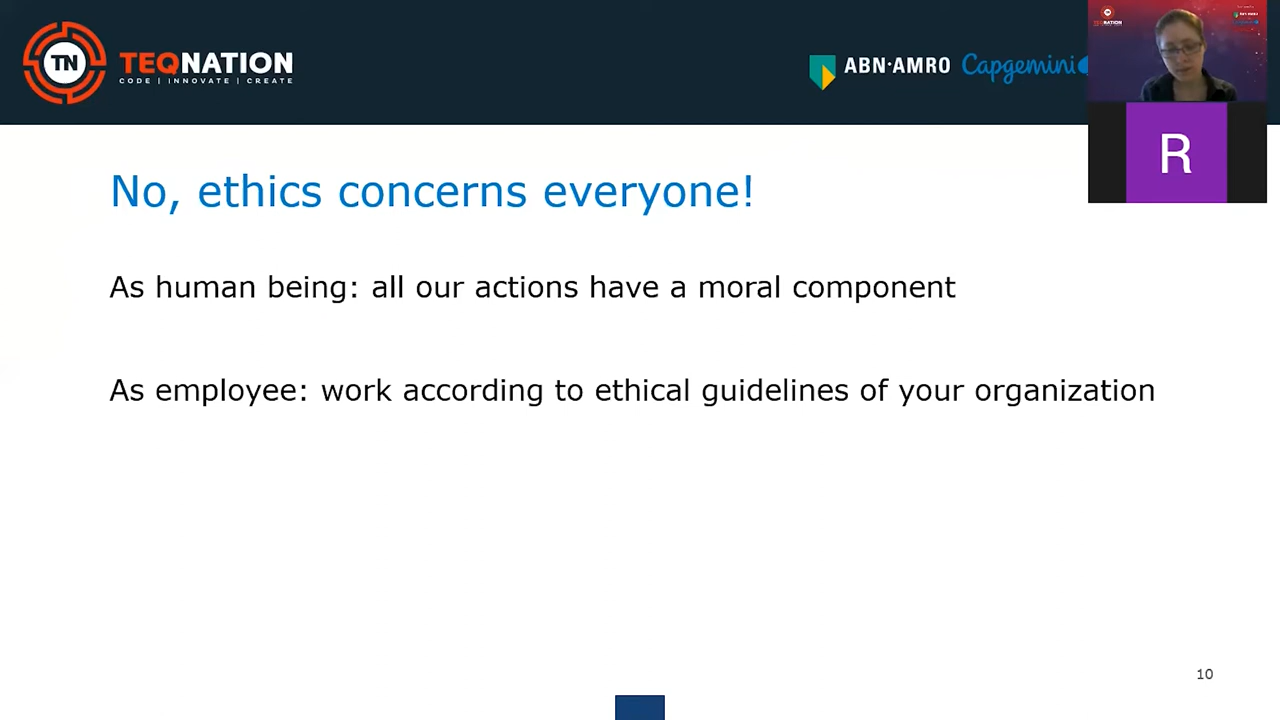 TN
TEQNATION
CODE | INNOVATE | CREATE
ABN·AMRO
Capgemini
R
No, ethics concerns everyone!
As human being: all our actions have a moral component
As employee: work according to ethical guidelines of your organization
10